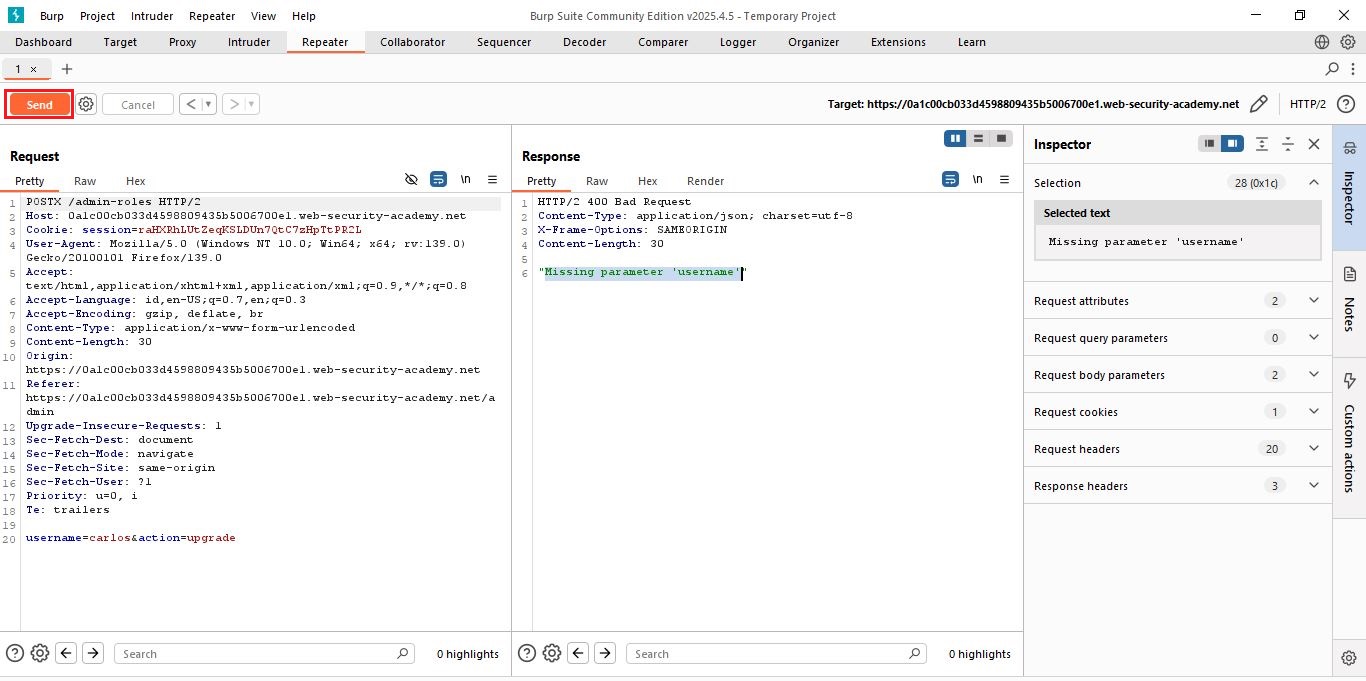 Burp Project Intruder Repeater View Help Burp Suite Community Edition v2025.4.5 - Temporary Project
Dashboard Target Proxy Intruder Repeater Collaborator Sequencer Decoder Comparer Logger Organizer Extensions Learn
1 × +
Send Cancel < > Target: https://0a1c00cb033d4598809435b5006700e1.web-security-academy.net HTTP/2
Request
Pretty Raw Hex \n
1 POSTX /admin-roles HTTP/2
2 Host: 0a1c00cb033d4598809435b5006700e1.web-security-academy.net
3 Cookie: session=raHXRhLUtZeqKSLDUn7QtC7zHpTtPR2L
4 User-Agent: Mozilla/5.0 (Windows NT 10.0; Win64; x64; rv:139.0)
Gecko/20100101 Firefox/139.0
5 Accept:
text/html,application/xhtml+xml,application/xml;q=0.9,*/*;q=0.8
6 Accept-Language: id,en-US;q=0.7,en;q=0.3
7 Accept-Encoding: gzip, deflate, br
8 Content-Type: application/x-www-form-urlencoded
9 Content-Length: 30
10 Origin:
https://0a1c00cb033d4598809435b5006700e1.web-security-academy.net
11 Referer:
https://0a1c00cb033d4598809435b5006700e1.web-security-academy.net/a
dmin
12 Upgrade-Insecure-Requests: 1
13 Sec-Fetch-Dest: document
14 Sec-Fetch-Mode: navigate
15 Sec-Fetch-Site: same-origin
16 Sec-Fetch-User: ?1
17 Priority: u=0, i
18 Te: trailers
19
20 username=carlos&action=upgrade
Search 0 highlights
Response
Pretty Raw Hex Render \n
1 HTTP/2 400 Bad Request
2 Content-Type: application/json; charset=utf-8
3 X-Frame-Options: SAMEORIGIN
4 Content-Length: 30
5
6 "Missing parameter 'username'"
Search 0 highlights
Inspector
Selection 28 (0x1c)
Selected text
Missing parameter 'username'
Request attributes 2
Request query parameters 0
Request body parameters 2
Request cookies 1
Request headers 20
Response headers 3
Inspector
Notes
Custom actions